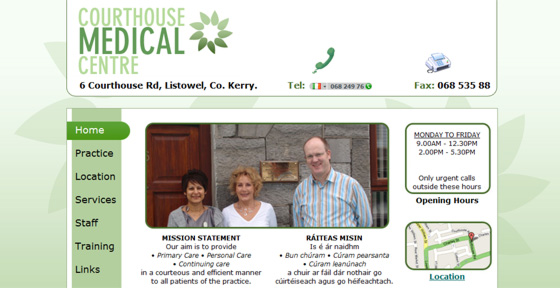 COURTHOUSE
MEDICAL
CENTRE
6 Courthouse Rd, Listowel, Co. Kerry.
Tel: + 068 249 76
Fax: 068 535 88
Home
Practice
Location
Services
Staff
Training
Links
MISSION STATEMENT
Our aim is to provide
• Primary Care • Personal Care
• Continuing care
in a courteous and efficient manner
to all patients of the practice.
RÁITEAS MISIN
Is é ár naidhm
• Bun chúram • Cúram pearsanta
• Cúram leanúnach
a chuir ar fáil dár nothair go
cúirtéiseach agus go héifeachtach.
MONDAY TO FRIDAY
9.00AM - 12.30PM
2.00PM - 5.30PM
Only urgent calls
outside these hours
Opening Hours
Location